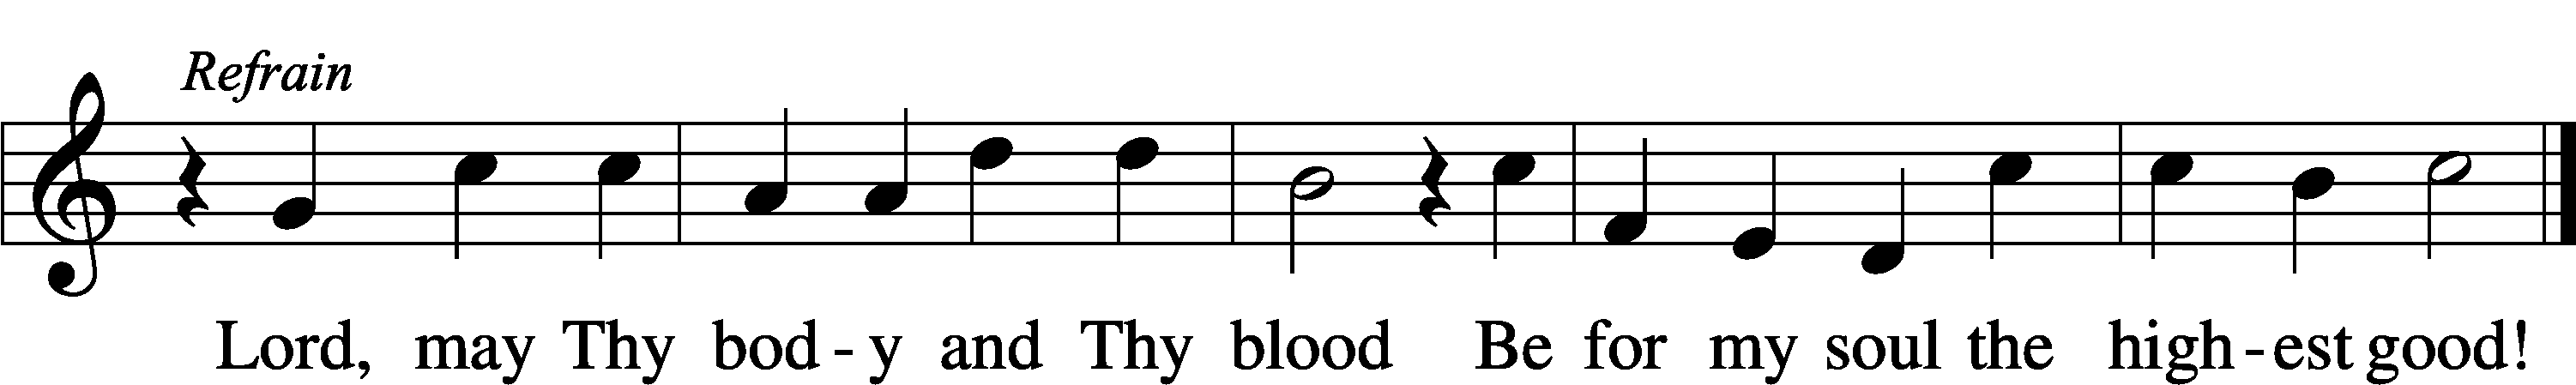 Refrain
Lord, may Thy bod - y and Thy blood Be for my soul the high - est good!